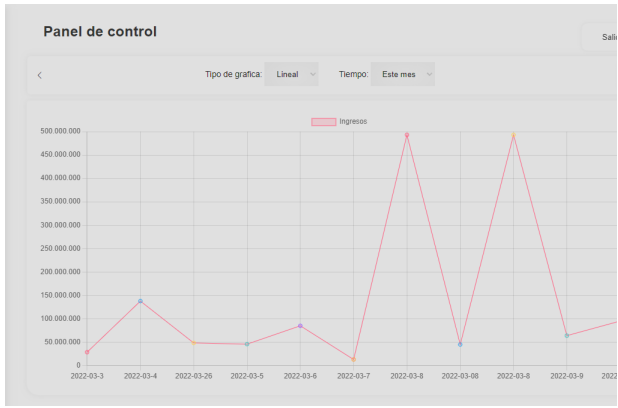 Panel de control
Sali
Tipo de grafica: Lineal Tiempo: Este mes
Ingresos
500.000.000
450.000.000
400.000.000
350.000.000
300.000.000
250.000.000
200.000.000
150.000.000
100.000.000
50.000.000
0
2022-03-3 2022-03-4 2022-03-26 2022-03-5 2022-03-6 2022-03-7 2022-03-8 2022-03-08 2022-03-8 2022-03-9 2022